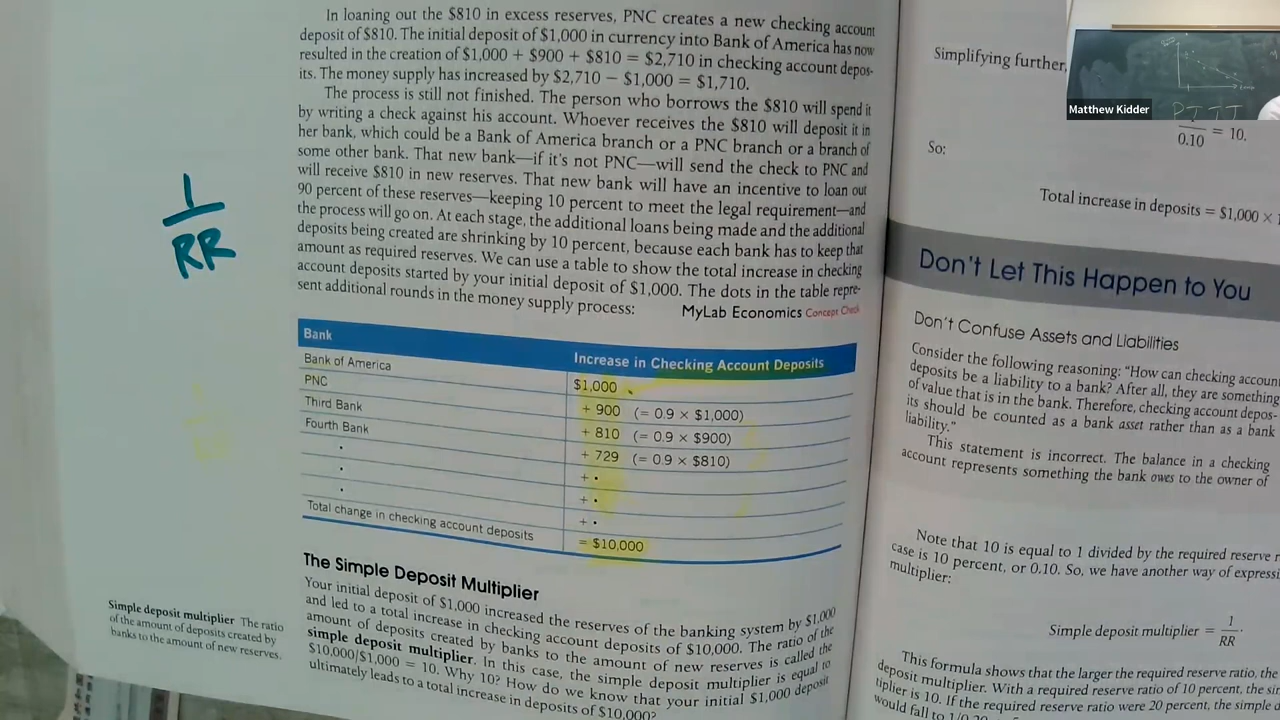 In loaning out the $810 in excess reserves, PNC creates a new checking account
deposit of $810. The initial deposit of $1,000 in currency into Bank of America has now
resulted in the creation of $1,000 + $900 + $810 = $2,710 in checking account depos-
its. The money supply has increased by $2,710 − $1,000 = $1,710.
The process is still not finished. The person who borrows the $810 will spend it
by writing a check against his account. Whoever receives the $810 will deposit it in
her bank, which could be a Bank of America branch or a PNC branch or a branch of
some other bank. That new bank—if it's not PNC—will send the check to PNC and
will receive $810 in new reserves. That new bank will have an incentive to loan out
90 percent of these reserves—keeping 10 percent to meet the legal requirement—and
the process will go on. At each stage, the additional loans being made and the additional
deposits being created are shrinking by 10 percent, because each bank has to keep that
amount as required reserves. We can use a table to show the total increase in checking
account deposits started by your initial deposit of $1,000. The dots in the table repre-
sent additional rounds in the money supply process:
MyLab Economics Concept Check
1
RR
Bank Increase in Checking Account Deposits
Bank of America $1,000
PNC + 900 (= 0.9 × $1,000)
Third Bank + 810 (= 0.9 × $900)
Fourth Bank + 729 (= 0.9 × $810)
• + •
• + •
• + •
Total change in checking account deposits = $10,000
The Simple Deposit Multiplier
Your initial deposit of $1,000 increased the reserves of the banking system by $1,000
and led to a total increase in checking account deposits of $10,000. The ratio of the
amount of deposits created by banks to the amount of new reserves is called the
simple deposit multiplier. In this case, the simple deposit multiplier is equal to
$10,000/$1,000 = 10. Why 10? How do we know that your initial $1,000 deposit
ultimately leads to a total increase in deposits of $10,000?
Simple deposit multiplier The ratio
of the amount of deposits created by
banks to the amount of new reserves.
Simplifying further,
Matthew Kidder
0.10 = 10.
So:
Total increase in deposits = $1,000 ×
Don't Let This Happen to You
Don't Confuse Assets and Liabilities
Consider the following reasoning: "How can checking account
deposits be a liability to a bank? After all, they are something
of value that is in the bank. Therefore, checking account depos-
its should be counted as a bank asset rather than as a bank
liability."
This statement is incorrect. The balance in a checking
account represents something the bank owes to the owner of
Note that 10 is equal to 1 divided by the required reserve
case is 10 percent, or 0.10. So, we have another way of
multiplier:
Simple deposit multiplier = 1
RR.
This formula shows that the larger the required reserve ratio, the
deposit multiplier. With a required reserve ratio of 10 percent, the
tiplier is 10. If the required reserve ratio were 20 percent, the simple
would fall to